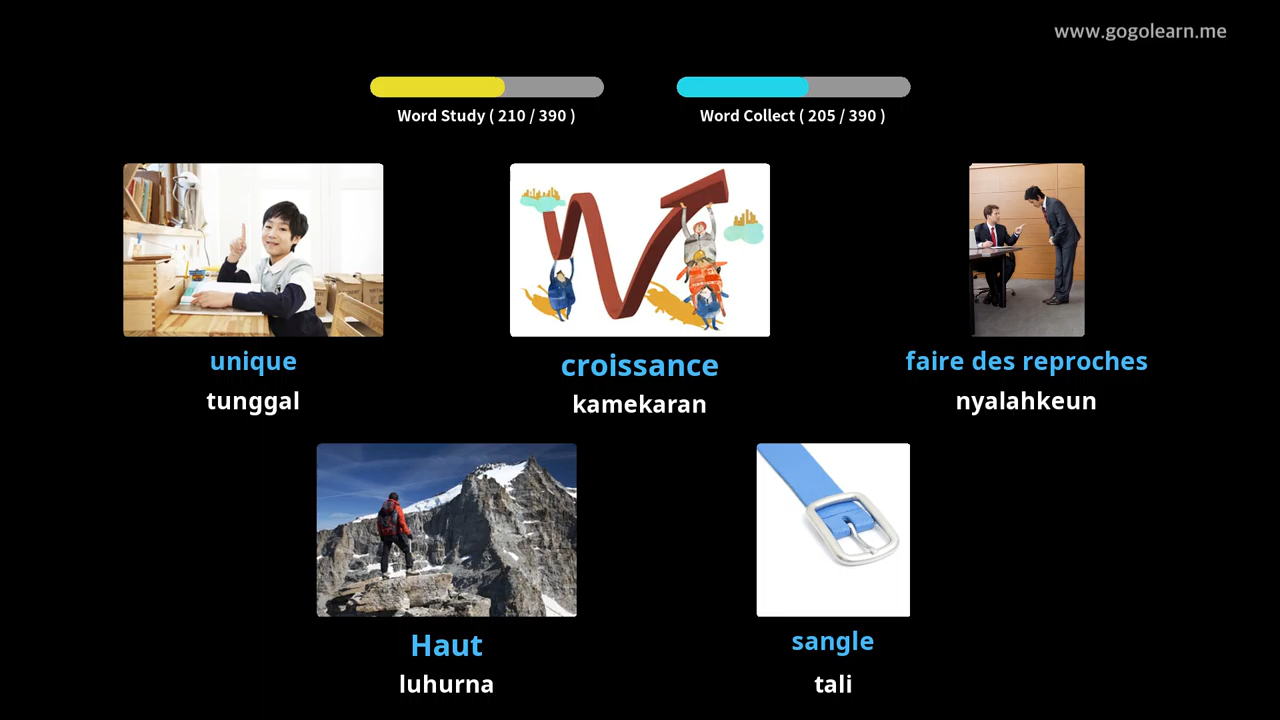 www.gogolearn.me
Word Study ( 210 / 390 )
Word Collect ( 205 / 390 )
unique
tunggal
croissance
kamekaran
faire des reproches
nyalahkeun
Haut
luhurna
sangle
tali